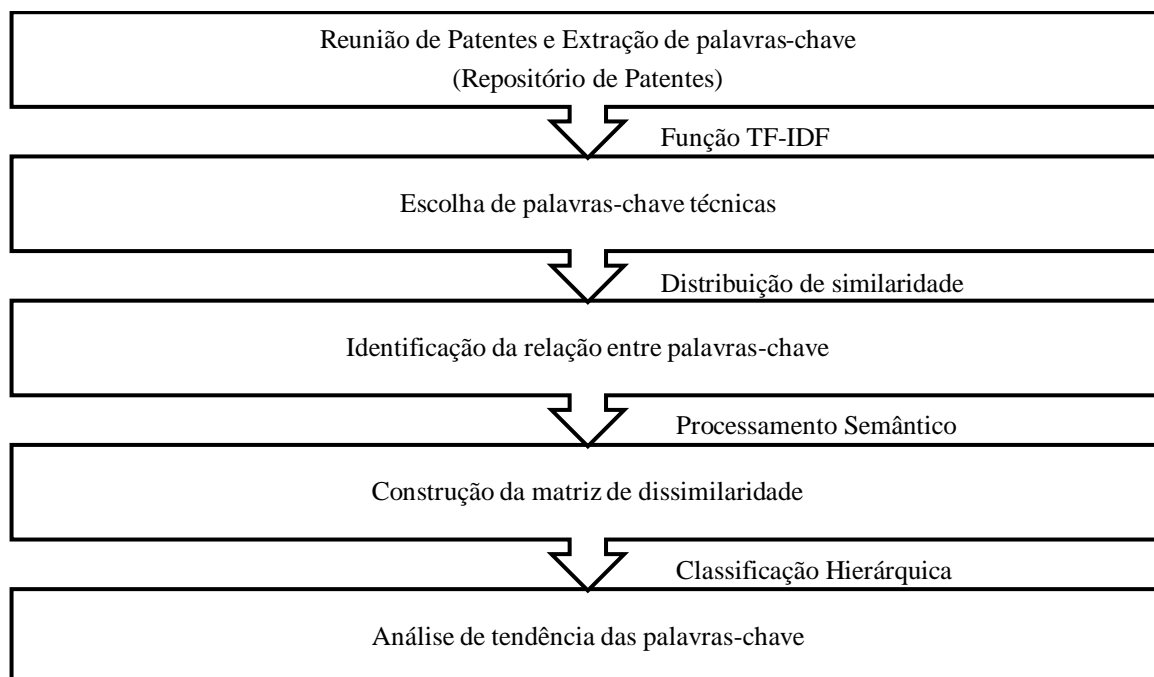 Reunião de Patentes e Extração de palavras-chave
(Repositório de Patentes)
Função TF-IDF
Escolha de palavras-chave técnicas
Distribuição de similaridade
Identificação da relação entre palavras-chave
Processamento Semântico
Construção da matriz de dissimilaridade
Classificação Hierárquica
Análise de tendência das palavras-chave